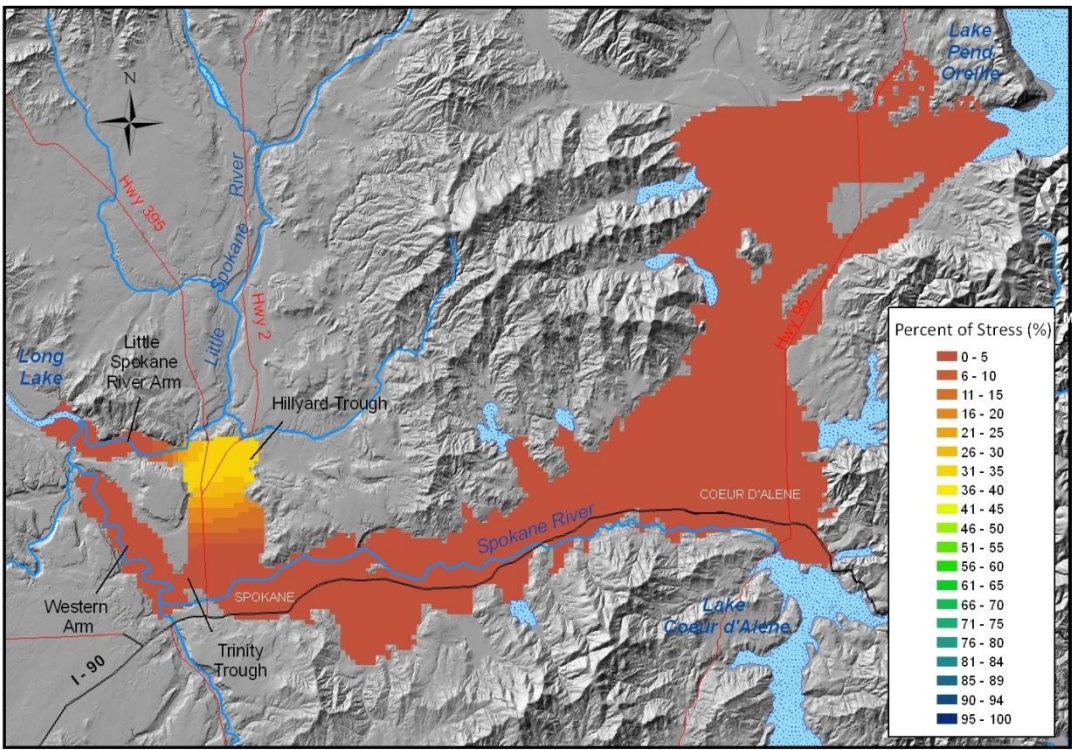 Lake
Pend
Oreille
N
Hwy 395
Spokane River
Little
Hwy 2
Hwy 95
Long
Lake
Little
Spokane
River Arm
Hillyard Trough
COEUR D'ALENE
Spokane River
SPOKANE
Western
Arm
Trinity
Trough
I - 90
Lake
Coeur d'Alene
M
Percent of Stress (%)
0 - 5
6 - 10
11 - 15
16 - 20
21 - 25
26 - 30
31 - 35
36 - 40
41 - 45
46 - 50
51 - 55
56 - 60
61 - 65
66 - 70
71 - 75
76 - 80
81 - 84
85 - 89
90 - 94
95 - 100